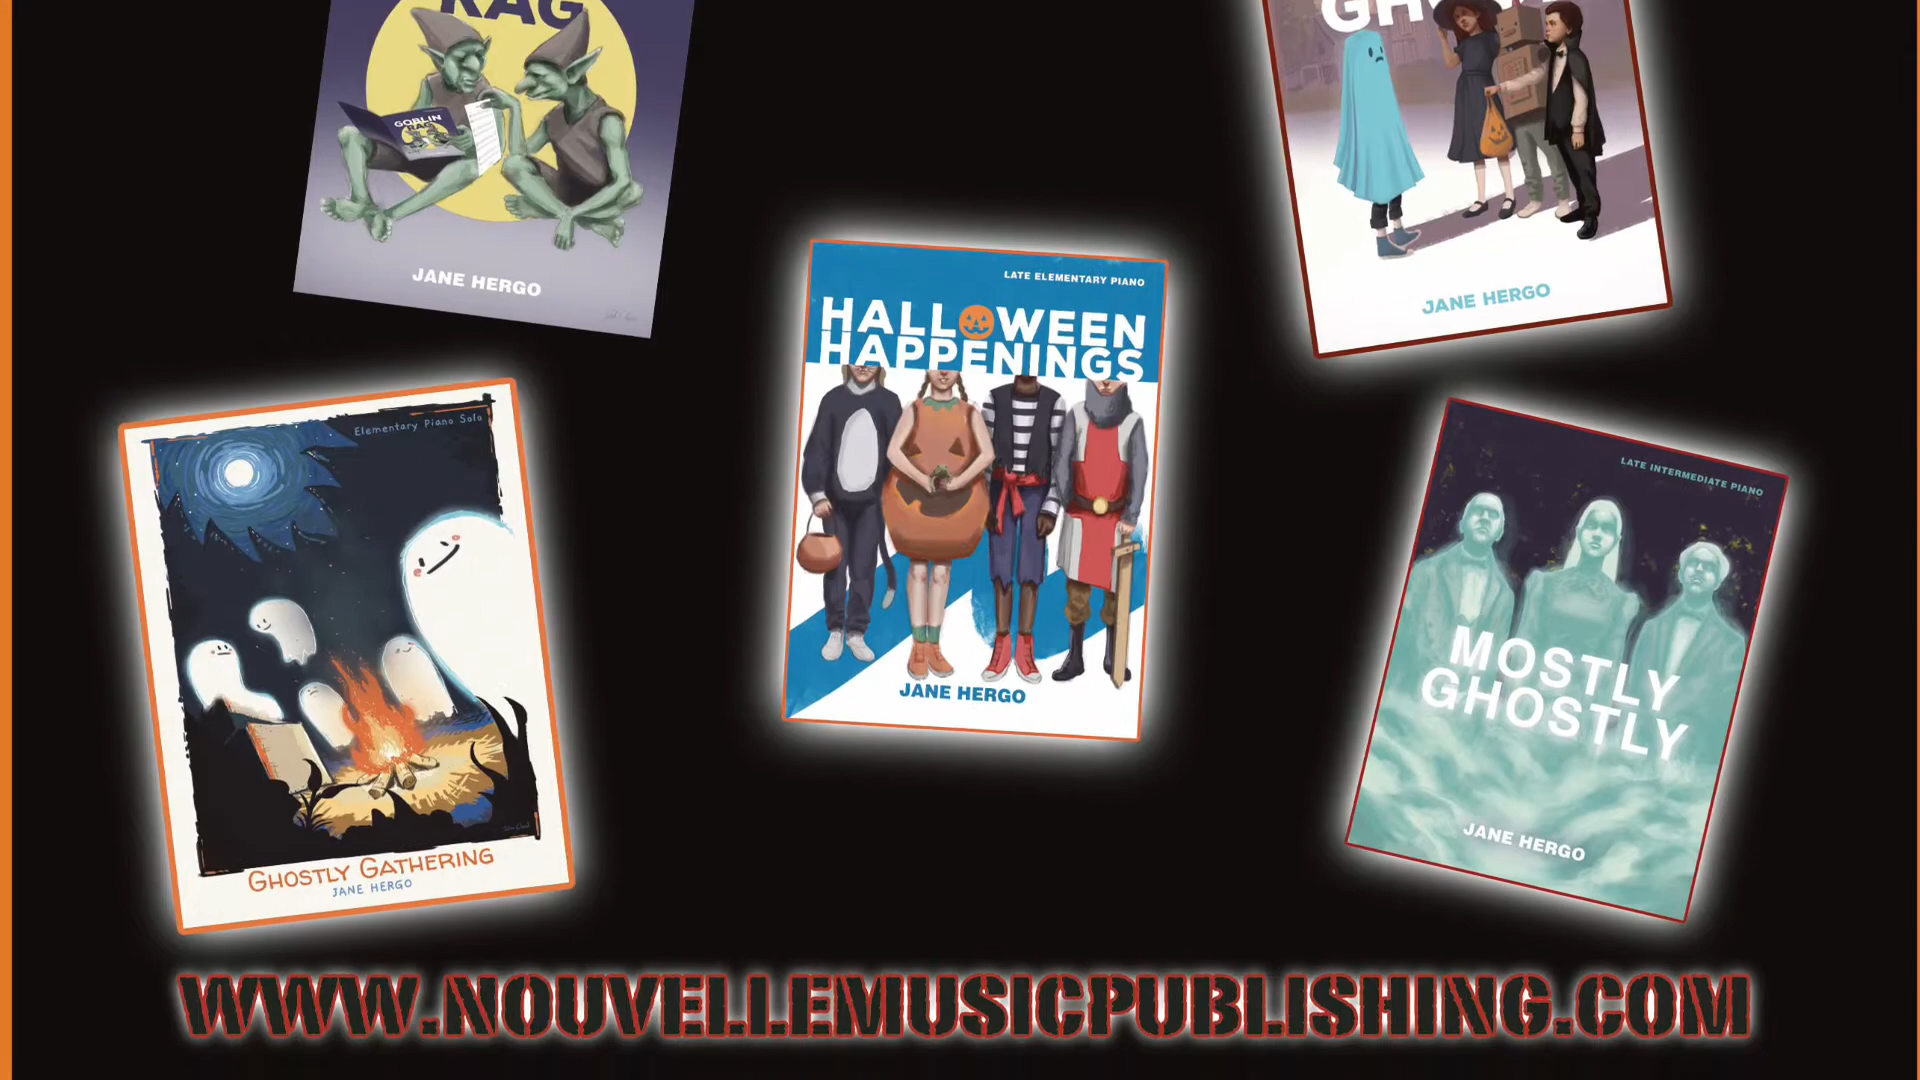 RAG
GOBLIN
RAG
JANE HERGO
JANE HERGO
LATE ELEMENTARY PIANO
HALLOWEEN
HAPPENINGS
JANE HERGO
Elementary Piano Solo
GHOSTLY GATHERING
JANE HERGO
LATE INTERMEDIATE PIANO
MOSTLY
GHOSTLY
JANE HERGO
WWW.NOUVELLEMUSICPUBLISHING.COM